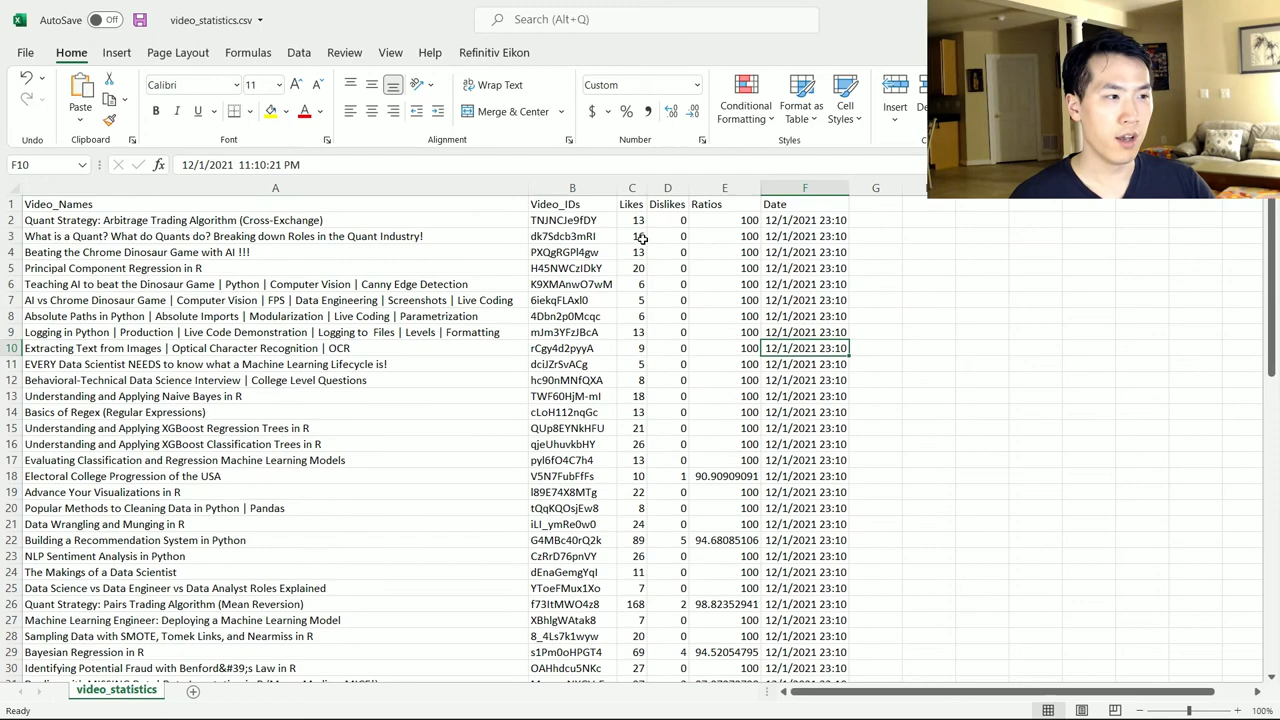 AutoSave Off video_statistics.csv Search (Alt+Q)
File Home Insert Page Layout Formulas Data Review View Help Refinitiv Eikon
Paste Calibri 11 A A Wrap Text Custom Conditional Formatting Format as Table Cell Styles Insert
B I U A Merge & Center $ % ,
Clipboard Font Alignment Number Styles
F10 fx 12/1/2021 11:10:21 PM
A B C D E F G
1 Video_Names Video_IDs Likes Dislikes Ratios Date
2 Quant Strategy: Arbitrage Trading Algorithm (Cross-Exchange) TNJNCJe9fDY 13 0 100 12/1/2021 23:10
3 What is a Quant? What do Quants do? Breaking down Roles in the Quant Industry! dk7Sdcb3mRI 0 100 12/1/2021 23:10
4 Beating the Chrome Dinosaur Game with AI !!! PXQgRGPl4gw 13 0 100 12/1/2021 23:10
5 Principal Component Regression in R H45NWCzIDkY 20 0 100 12/1/2021 23:10
6 Teaching AI to beat the Dinosaur Game | Python | Computer Vision | Canny Edge Detection K9XMAnwO7wM 6 0 100 12/1/2021 23:10
7 AI vs Chrome Dinosaur Game | Computer Vision | FPS | Data Engineering | Screenshots | Live Coding 6iekqFLAxl0 5 0 100 12/1/2021 23:10
8 Absolute Paths in Python | Absolute Imports | Modularization | Live Coding | Parametrization 4Dbn2p0Mcqc 6 0 100 12/1/2021 23:10
9 Logging in Python | Production | Live Code Demonstration | Logging to Files | Levels | Formatting mJm3YFzJBcA 13 0 100 12/1/2021 23:10
10 Extracting Text from Images | Optical Character Recognition | OCR rCgy4d2pyyA 9 0 100 12/1/2021 23:10
11 EVERY Data Scientist NEEDS to know what a Machine Learning Lifecycle is! dciJZrSvACg 5 0 100 12/1/2021 23:10
12 Behavioral-Technical Data Science Interview | College Level Questions hc90nMNfQXA 8 0 100 12/1/2021 23:10
13 Understanding and Applying Naive Bayes in R TWF60HjM-mI 18 0 100 12/1/2021 23:10
14 Basics of Regex (Regular Expressions) cLoH112nqGc 13 0 100 12/1/2021 23:10
15 Understanding and Applying XGBoost Regression Trees in R QUp8EYNkHFU 21 0 100 12/1/2021 23:10
16 Understanding and Applying XGBoost Classification Trees in R qjeUhuvkbHY 26 0 100 12/1/2021 23:10
17 Evaluating Classification and Regression Machine Learning Models pyl6fO4C7h4 13 0 100 12/1/2021 23:10
18 Electoral College Progression of the USA V5N7FubFfFs 10 1 90.90909091 12/1/2021 23:10
19 Advance Your Visualizations in R l89E74X8MTg 22 0 100 12/1/2021 23:10
20 Popular Methods to Cleaning Data in Python | Pandas tQqKQOsjEw8 8 0 100 12/1/2021 23:10
21 Data Wrangling and Munging in R iLI_ymRe0w0 24 0 100 12/1/2021 23:10
22 Building a Recommendation System in Python G4MBc40rQ2k 89 5 94.68085106 12/1/2021 23:10
23 NLP Sentiment Analysis in Python CzRrD76pnVY 26 0 100 12/1/2021 23:10
24 The Makings of a Data Scientist dEnaGemgYqI 11 0 100 12/1/2021 23:10
25 Data Science vs Data Engineer vs Data Analyst Roles Explained YToeFMux1Xo 7 0 100 12/1/2021 23:10
26 Quant Strategy: Pairs Trading Algorithm (Mean Reversion) f73ItMWO4z8 168 2 98.82352941 12/1/2021 23:10
27 Machine Learning Engineer: Deploying a Machine Learning Model XBhlgWAtak8 7 0 100 12/1/2021 23:10
28 Sampling Data with SMOTE, Tomek Links, and Nearmiss in R 8_4Ls7k1wyw 20 0 100 12/1/2021 23:10
29 Bayesian Regression in R s1Pm0oHPGT4 69 4 94.52054795 12/1/2021 23:10
30 Identifying Potential Fraud with Benford&#39;s Law in R OAHhdcu5NKc 27 0 100 12/1/2021 23:10
video_statistics
Ready 100%